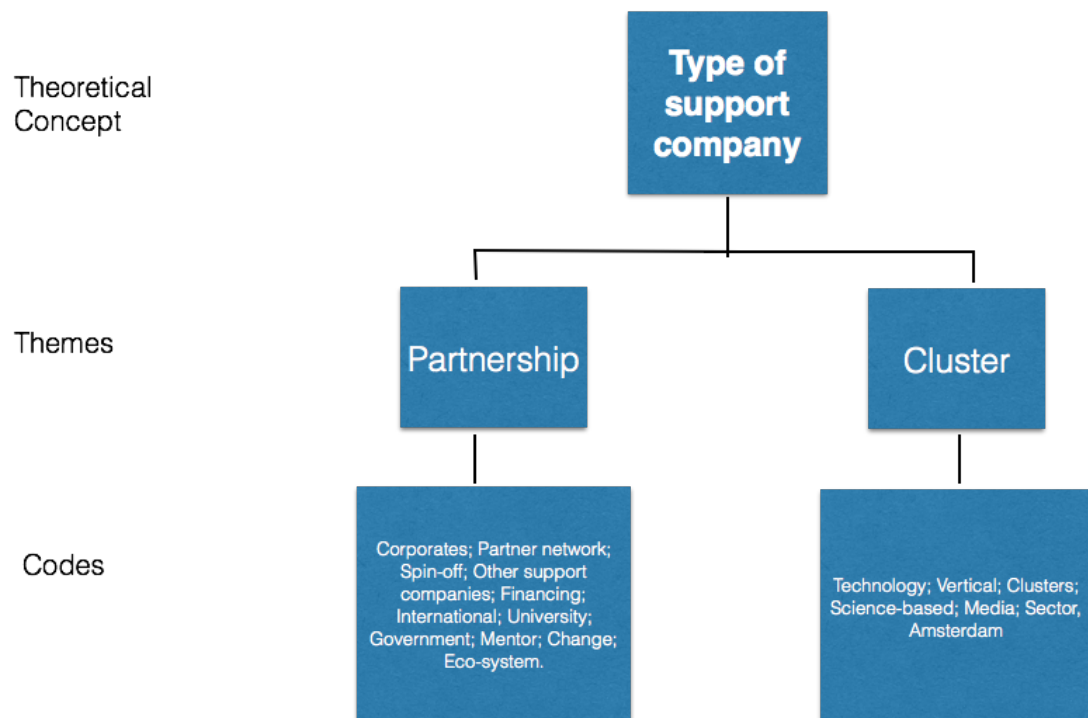 Theoretical
Concept
Type of
support
company
Themes
Partnership
Cluster
Codes
Corporates; Partner network;
Spin-off; Other support
companies; Financing;
International; University;
Government; Mentor; Change;
Eco-system.
Technology; Vertical; Clusters;
Science-based; Media; Sector,
Amsterdam